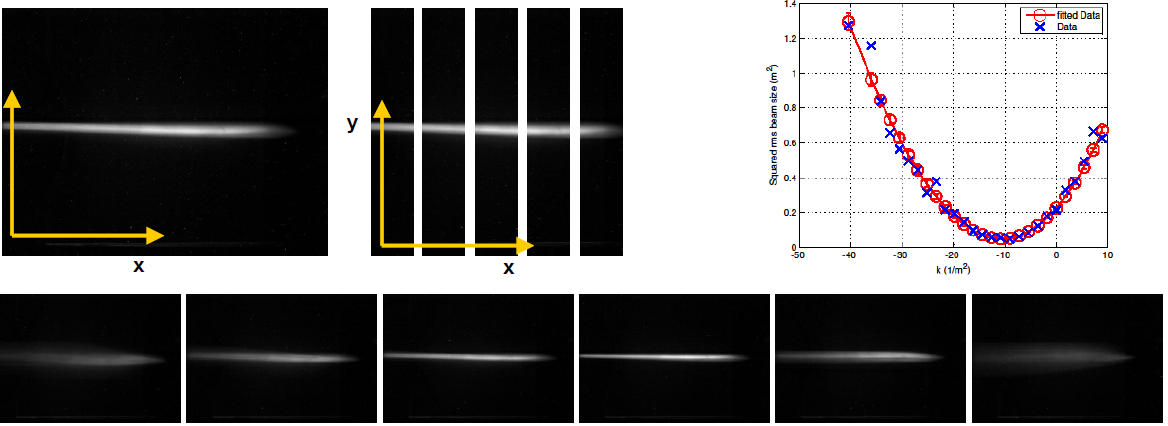 x
y
x
1.4
1.2
1
0.8
0.6
0.4
0.2
0
Squared rms beam size (m²)
fitted Data
Data
-50 -40 -30 -20 -10 0 10
k (1/m²)